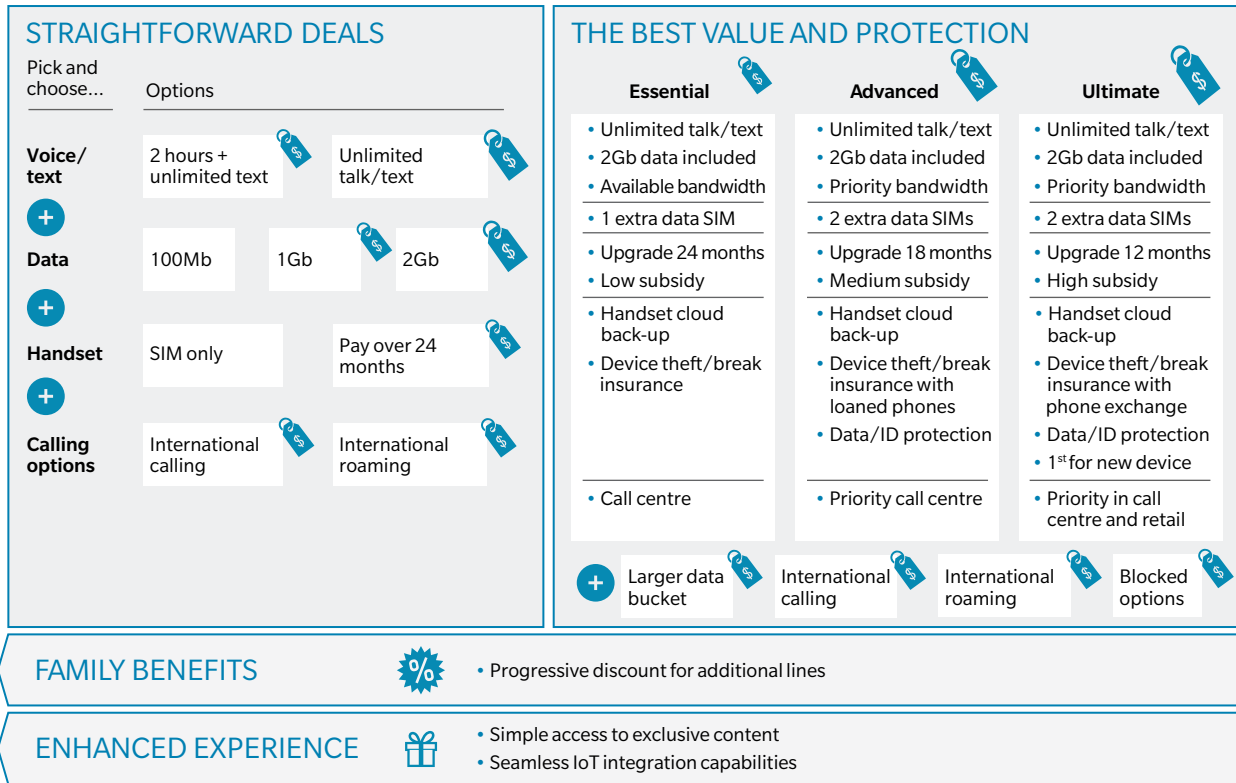 STRAIGHTFORWARD DEALS
Pick and
choose...
Options
Voice/
text
2 hours +
unlimited text
$
Unlimited
talk/text
$
+
Data
100Mb
1Gb
$
2Gb
$
+
Handset
SIM only
Pay over 24
months
$
+
Calling
options
International
calling
$
International
roaming
$
THE BEST VALUE AND PROTECTION
Essential
$
• Unlimited talk/text
• 2Gb data included
• Available bandwidth
• 1 extra data SIM
• Upgrade 24 months
• Low subsidy
• Handset cloud
back-up
• Device theft/break
insurance
• Call centre
Advanced
$
• Unlimited talk/text
• 2Gb data included
• Priority bandwidth
• 2 extra data SIMs
• Upgrade 18 months
• Medium subsidy
• Handset cloud
back-up
• Device theft/break
insurance with
loaned phones
• Data/ID protection
• Priority call centre
Ultimate
$
• Unlimited talk/text
• 2Gb data included
• Priority bandwidth
• 2 extra data SIMs
• Upgrade 12 months
• High subsidy
• Handset cloud
back-up
• Device theft/break
insurance with
phone exchange
• Data/ID protection
• 1st for new device
• Priority in call
centre and retail
+
Larger data
bucket
$
International
calling
$
International
roaming
$
Blocked
options
$
FAMILY BENEFITS
%
• Progressive discount for additional lines
ENHANCED EXPERIENCE
• Simple access to exclusive content
• Seamless IoT integration capabilities